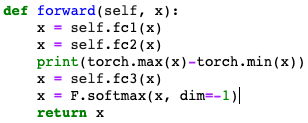 def forward(self, x):
    x = self.fc1(x)
    x = self.fc2(x)
    print(torch.max(x)-torch.min(x))
    x = self.fc3(x)
    x = F.softmax(x, dim=-1)
    return x